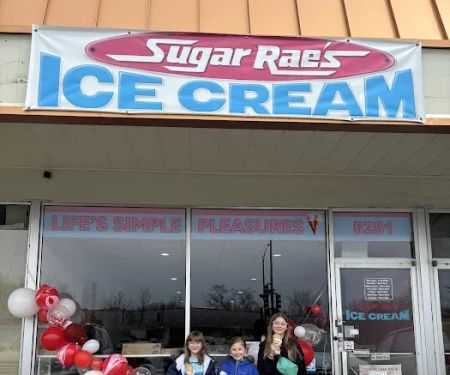 Sugar Rae's
ICE CREAM
LIFE'S SIMPLE PLEASURES
5281
ICE CREAM